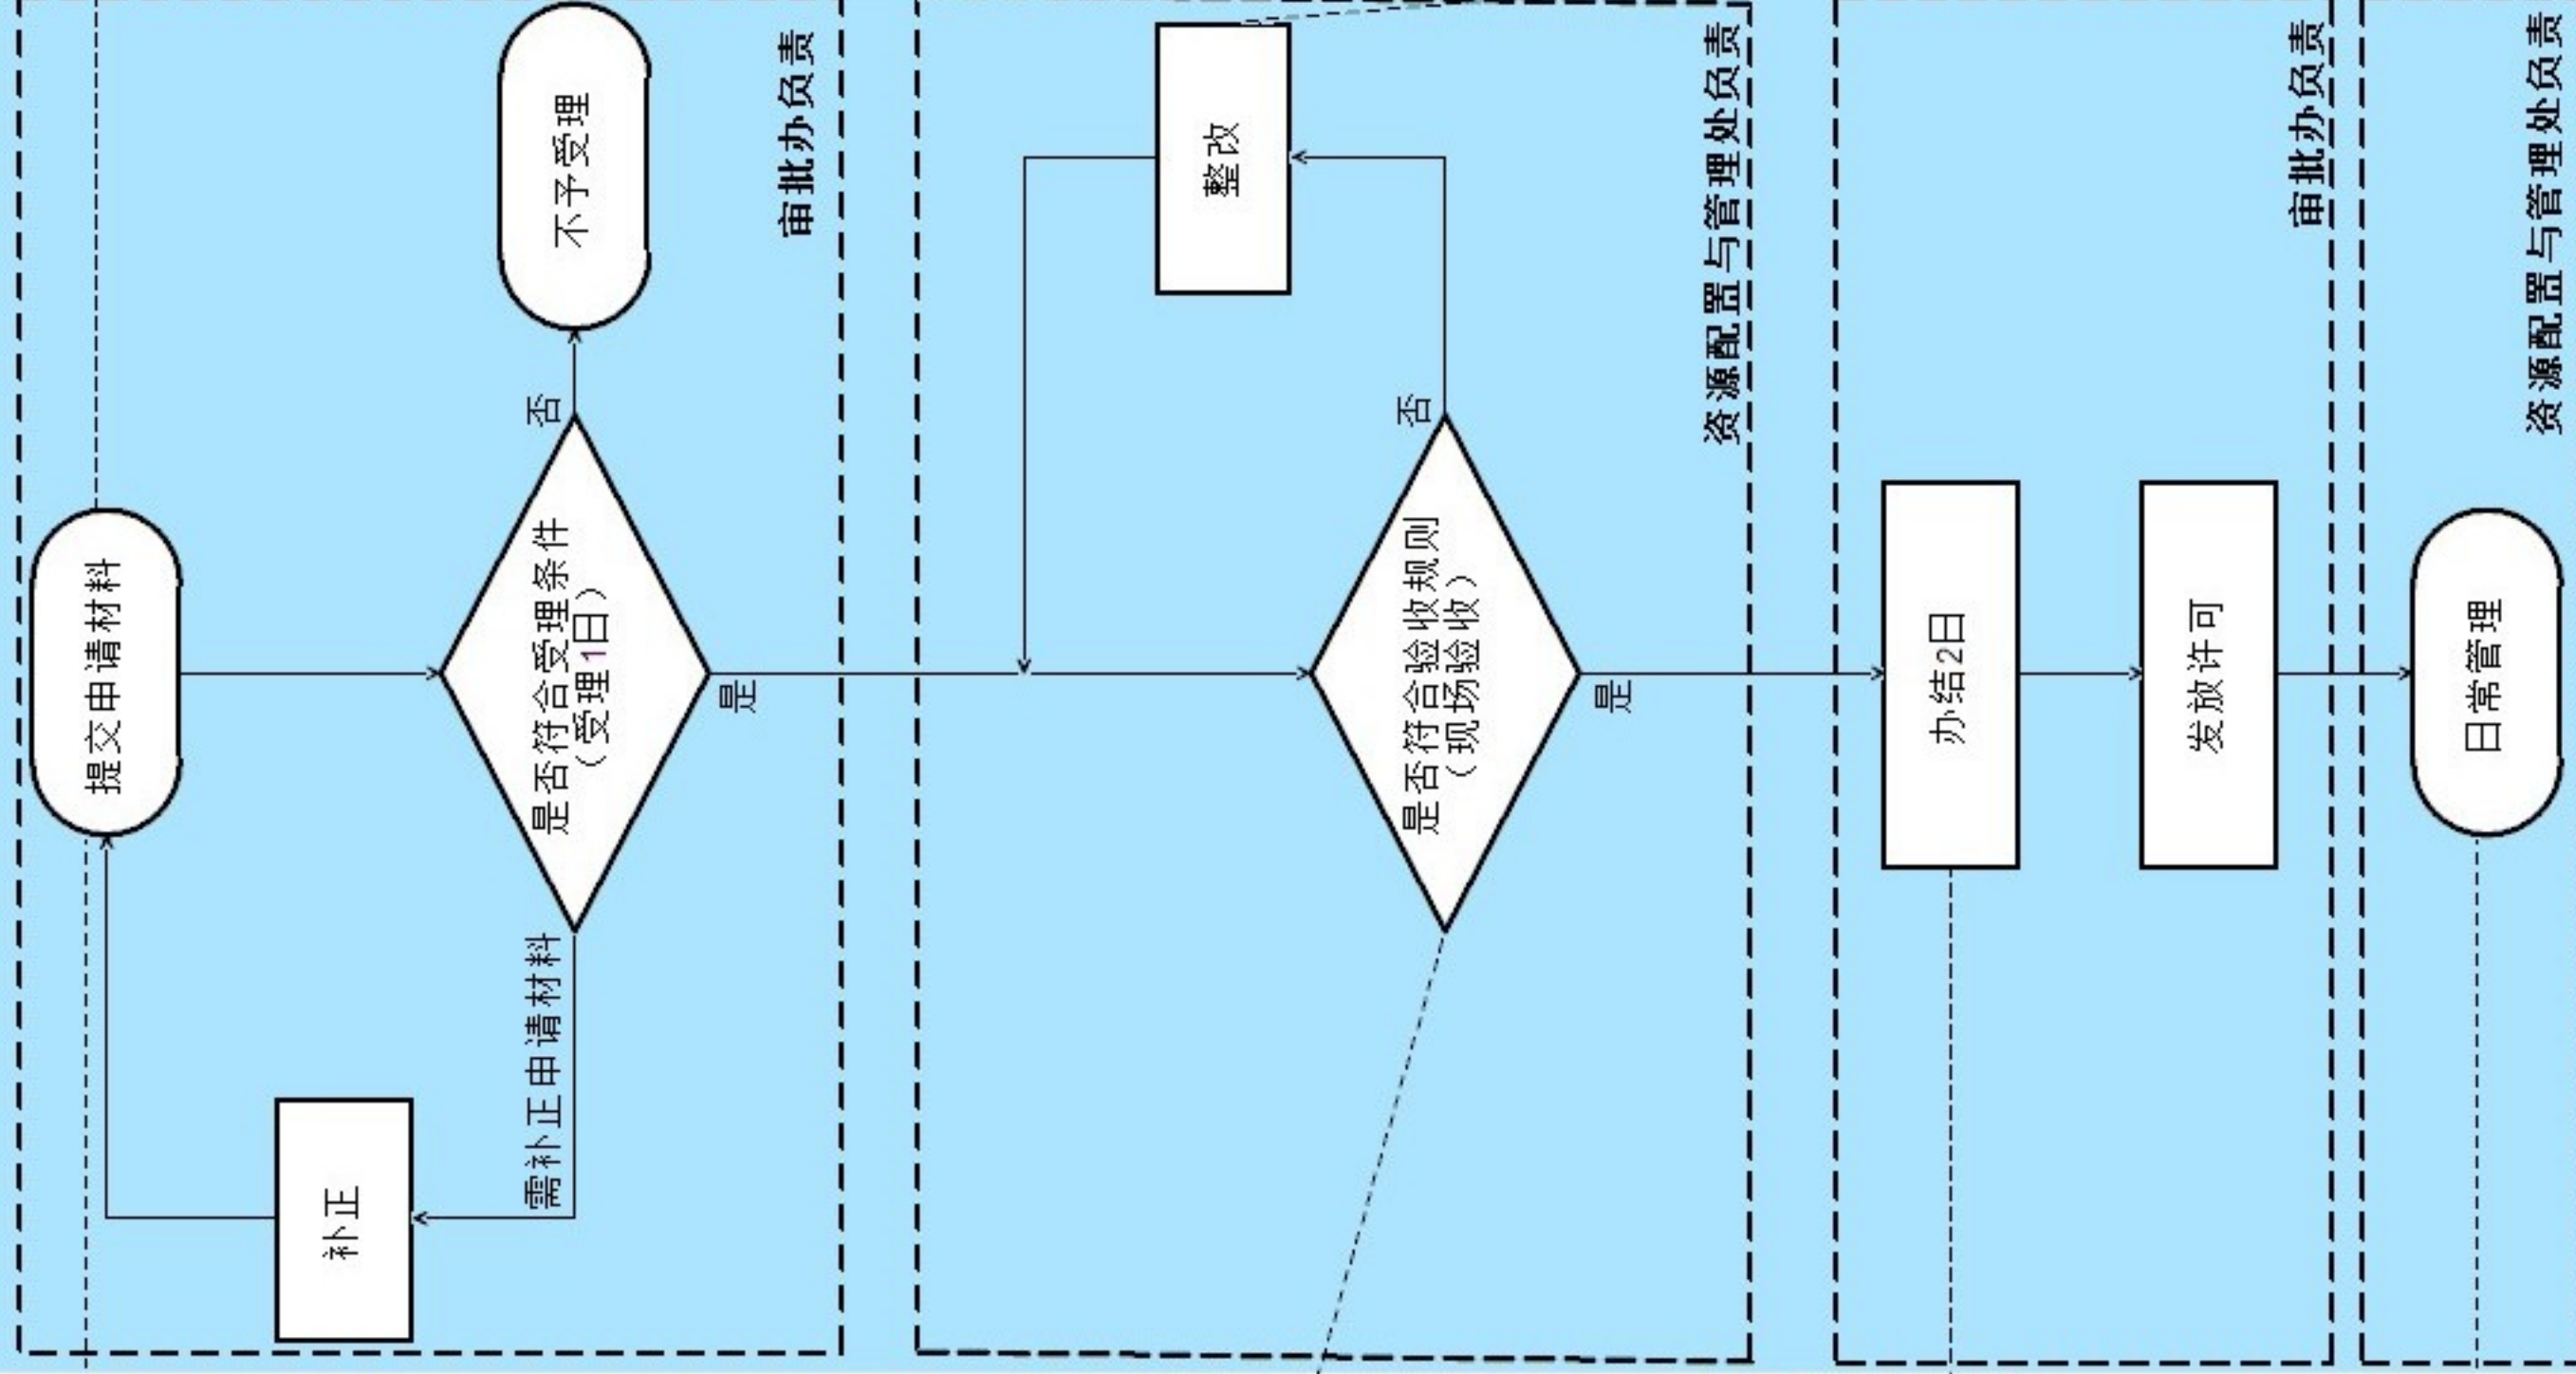 提交申请材料
补正
需补正申请材料
是否符合受理条件
（受理1日）
否
不予受理
是
审批办负责
整改
是否符合验收规则
（现场验收）
否
是
资源配置与管理处负责
办结2日
发放许可
审批办负责
日常管理
资源配置与管理处负责